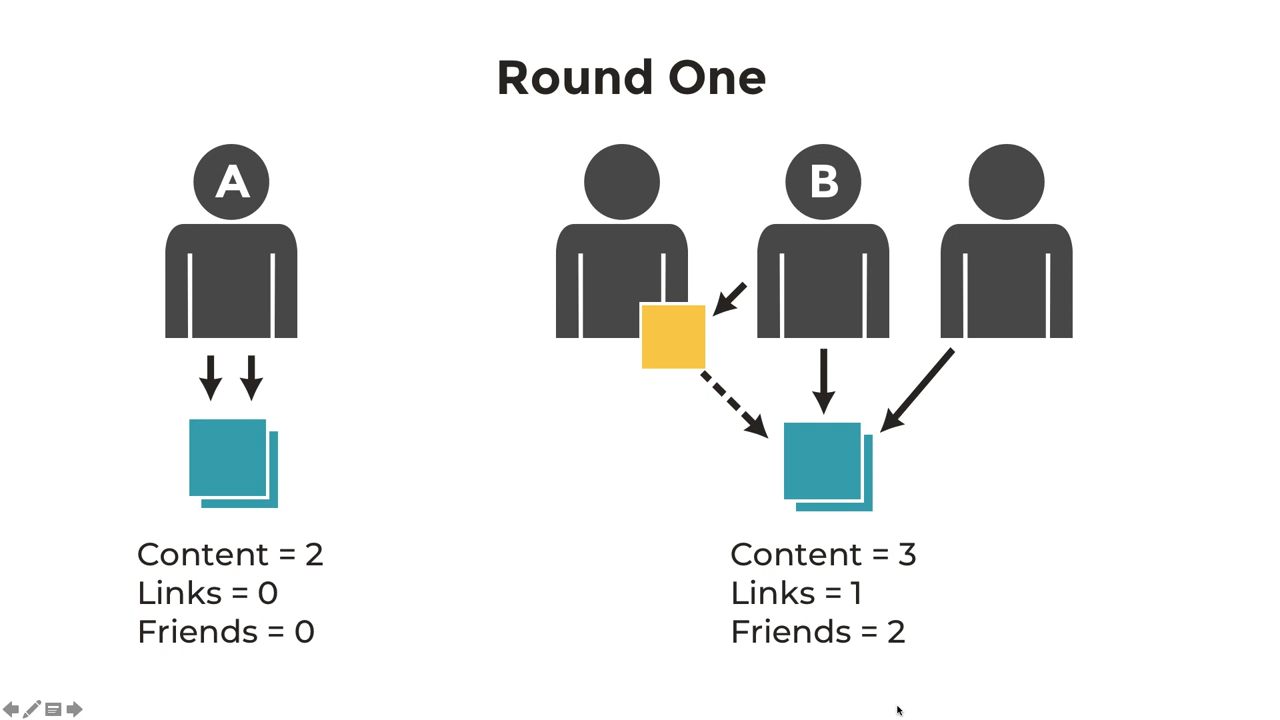 Round One
A
B
Content = 2
Links = 0
Friends = 0
Content = 3
Links = 1
Friends = 2